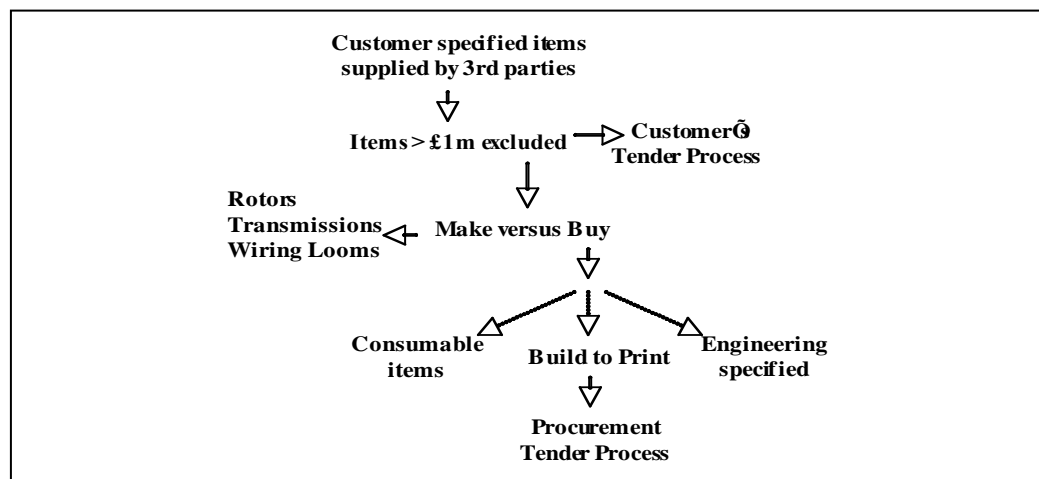 Customer specified items
supplied by 3rd parties
Items > £1m excluded
CustomerÕs
Tender Process
Rotors
Transmissions
Wiring Looms
Make versus Buy
Consumable
items
Build to Print
Engineering
specified
Procurement
Tender Process